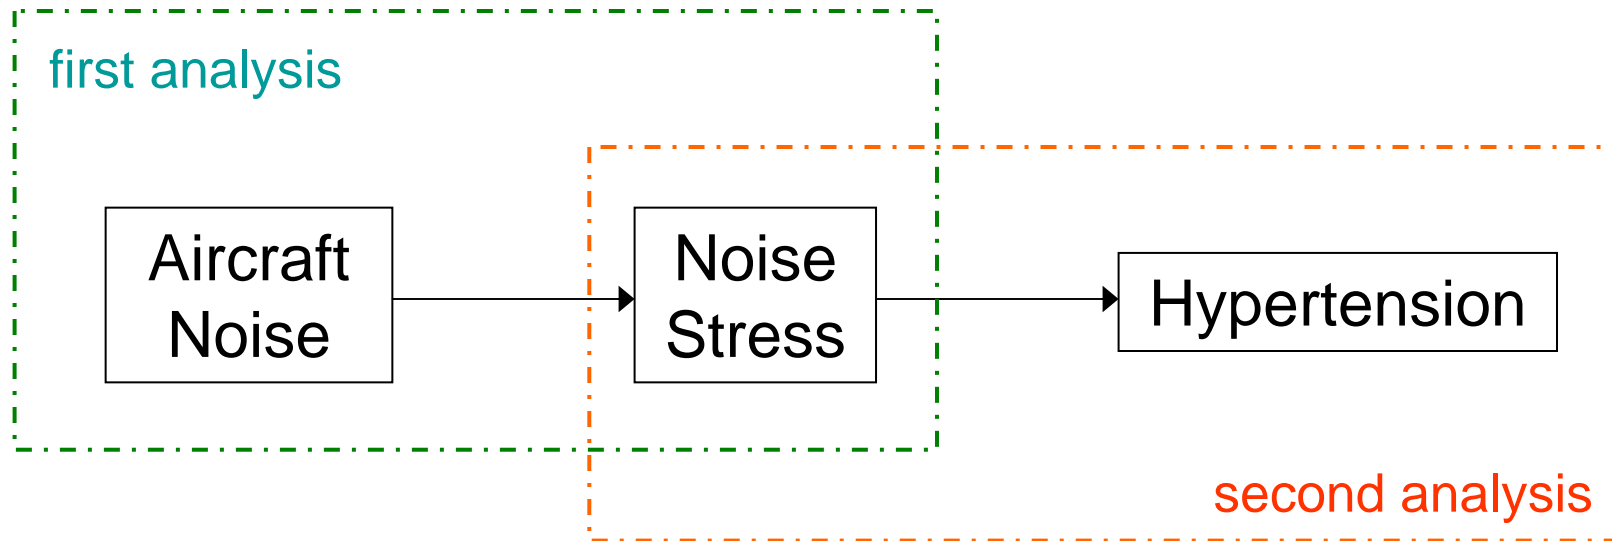 first analysis
Aircraft
Noise
Noise
Stress
Hypertension
second analysis